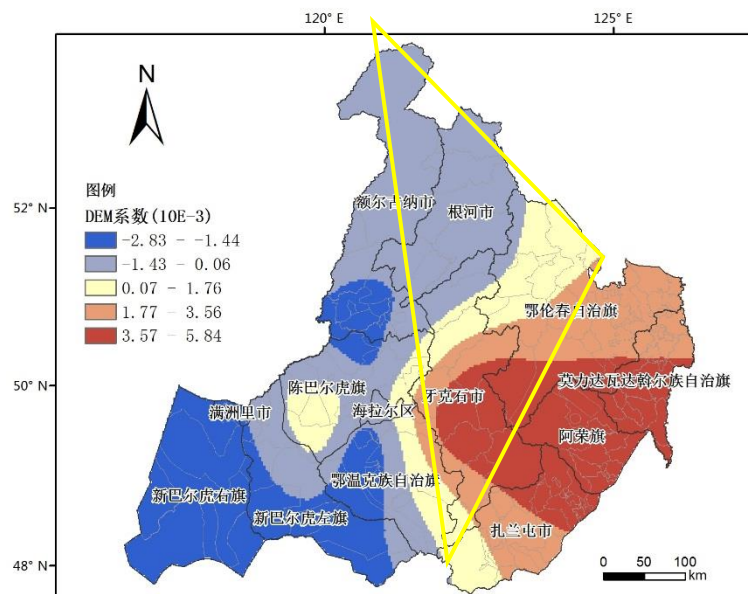 120° E
125° E
N
52° N
50° N
48° N
图例
DEM系数(10E-3)
-2.83 - -1.44
-1.43 - 0.06
0.07 - 1.76
1.77 - 3.56
3.57 - 5.84
额尔古纳市
根河市
鄂伦春自治旗
莫力达瓦达斡尔族自治旗
陈巴尔虎旗
牙克石市
满洲里市
海拉尔区
阿荣旗
鄂温克族自治旗
新巴尔虎右旗
新巴尔虎左旗
扎兰屯市
0 50 100
km